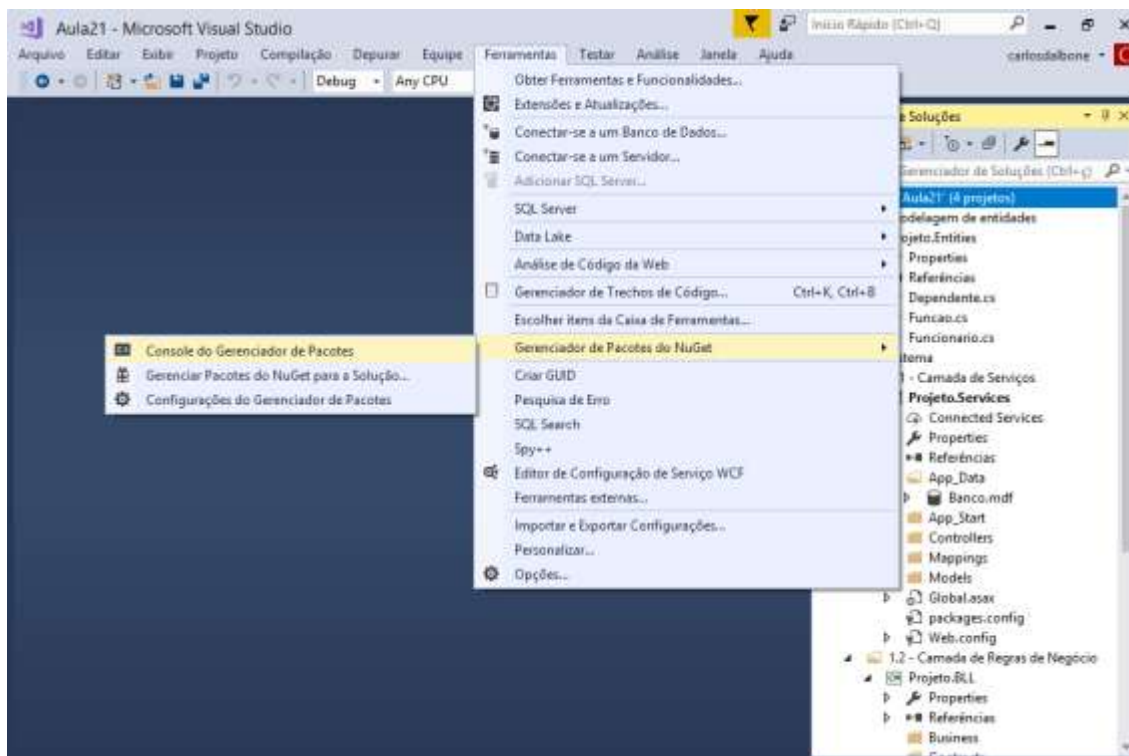 Aula21 - Microsoft Visual Studio
Início Rápido (Ctrl+Q)
Arquivo Editar Exibir Projeto Compilação Depurar Equipe Ferramentas Testar Análise Janela Ajuda
carlosdalbone
Debug Any CPU
Obter Ferramentas e Funcionalidades...
Extensões e Atualizações...
Conectar-se a um Banco de Dados...
Conectar-se a um Servidor...
Adicionar SQL Server...
SQL Server
Data Lake
Análise de Código da Web
Gerenciador de Trechos de Código... Ctrl+K, Ctrl+B
Escolher itens da Caixa de Ferramentas...
Gerenciador de Pacotes do NuGet
Criar GUID
Pesquisa de Erro
SQL Search
Spy++
Editor de Configuração de Serviço WCF
Ferramentas externas...
Importar e Exportar Configurações...
Personalizar...
Opções...
Console do Gerenciador de Pacotes
Gerenciar Pacotes do NuGet para a Solução...
Configurações do Gerenciador de Pacotes
e Soluções
Gerenciador de Soluções (Ctrl+ç)
Aula21' (4 projetos)
odelagem de entidades
ojeto.Entities
Properties
Referências
Dependente.cs
Funcao.cs
Funcionario.cs
tema
- Camada de Serviços
Projeto.Services
Connected Services
Properties
Referências
App_Data
Banco.mdf
App_Start
Controllers
Mappings
Models
Global.asax
packages.config
Web.config
1.2 - Camada de Regras de Negócio
Projeto.BLL
Properties
Referências
Business